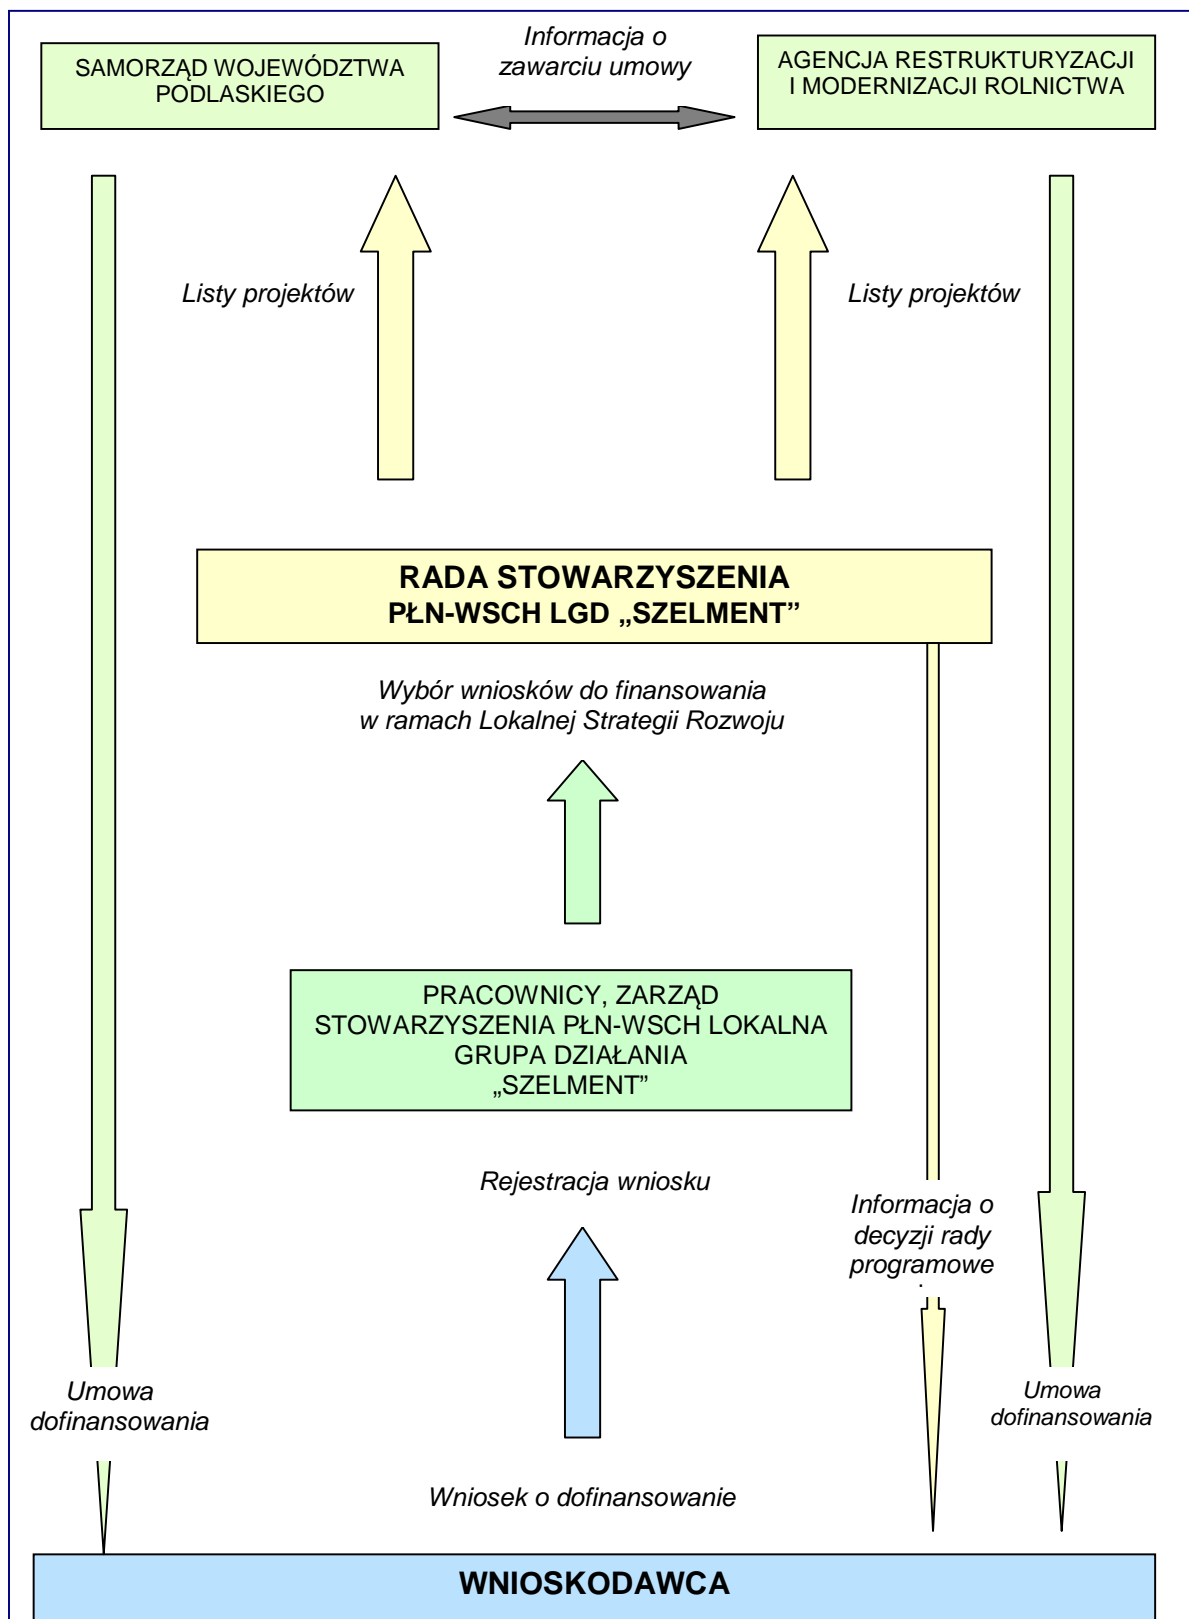 Informacja o
zawarciu umowy
SAMORZĄD WOJEWÓDZTWA
PODLASKIEGO
AGENCJA RESTRUKTURYZACJI
I MODERNIZACJI ROLNICTWA
Listy projektów
Listy projektów
RADA STOWARZYSZENIA
PŁN-WSCH LGD „SZELMENT”
Wybór wniosków do finansowania
w ramach Lokalnej Strategii Rozwoju
PRACOWNICY, ZARZĄD
STOWARZYSZENIA PŁN-WSCH LOKALNA
GRUPA DZIAŁANIA
„SZELMENT”
Rejestracja wniosku
Informacja o
decyzji rady
programowe
Umowa
dofinansowania
Umowa
dofinansowania
Wniosek o dofinansowanie
WNIOSKODAWCA